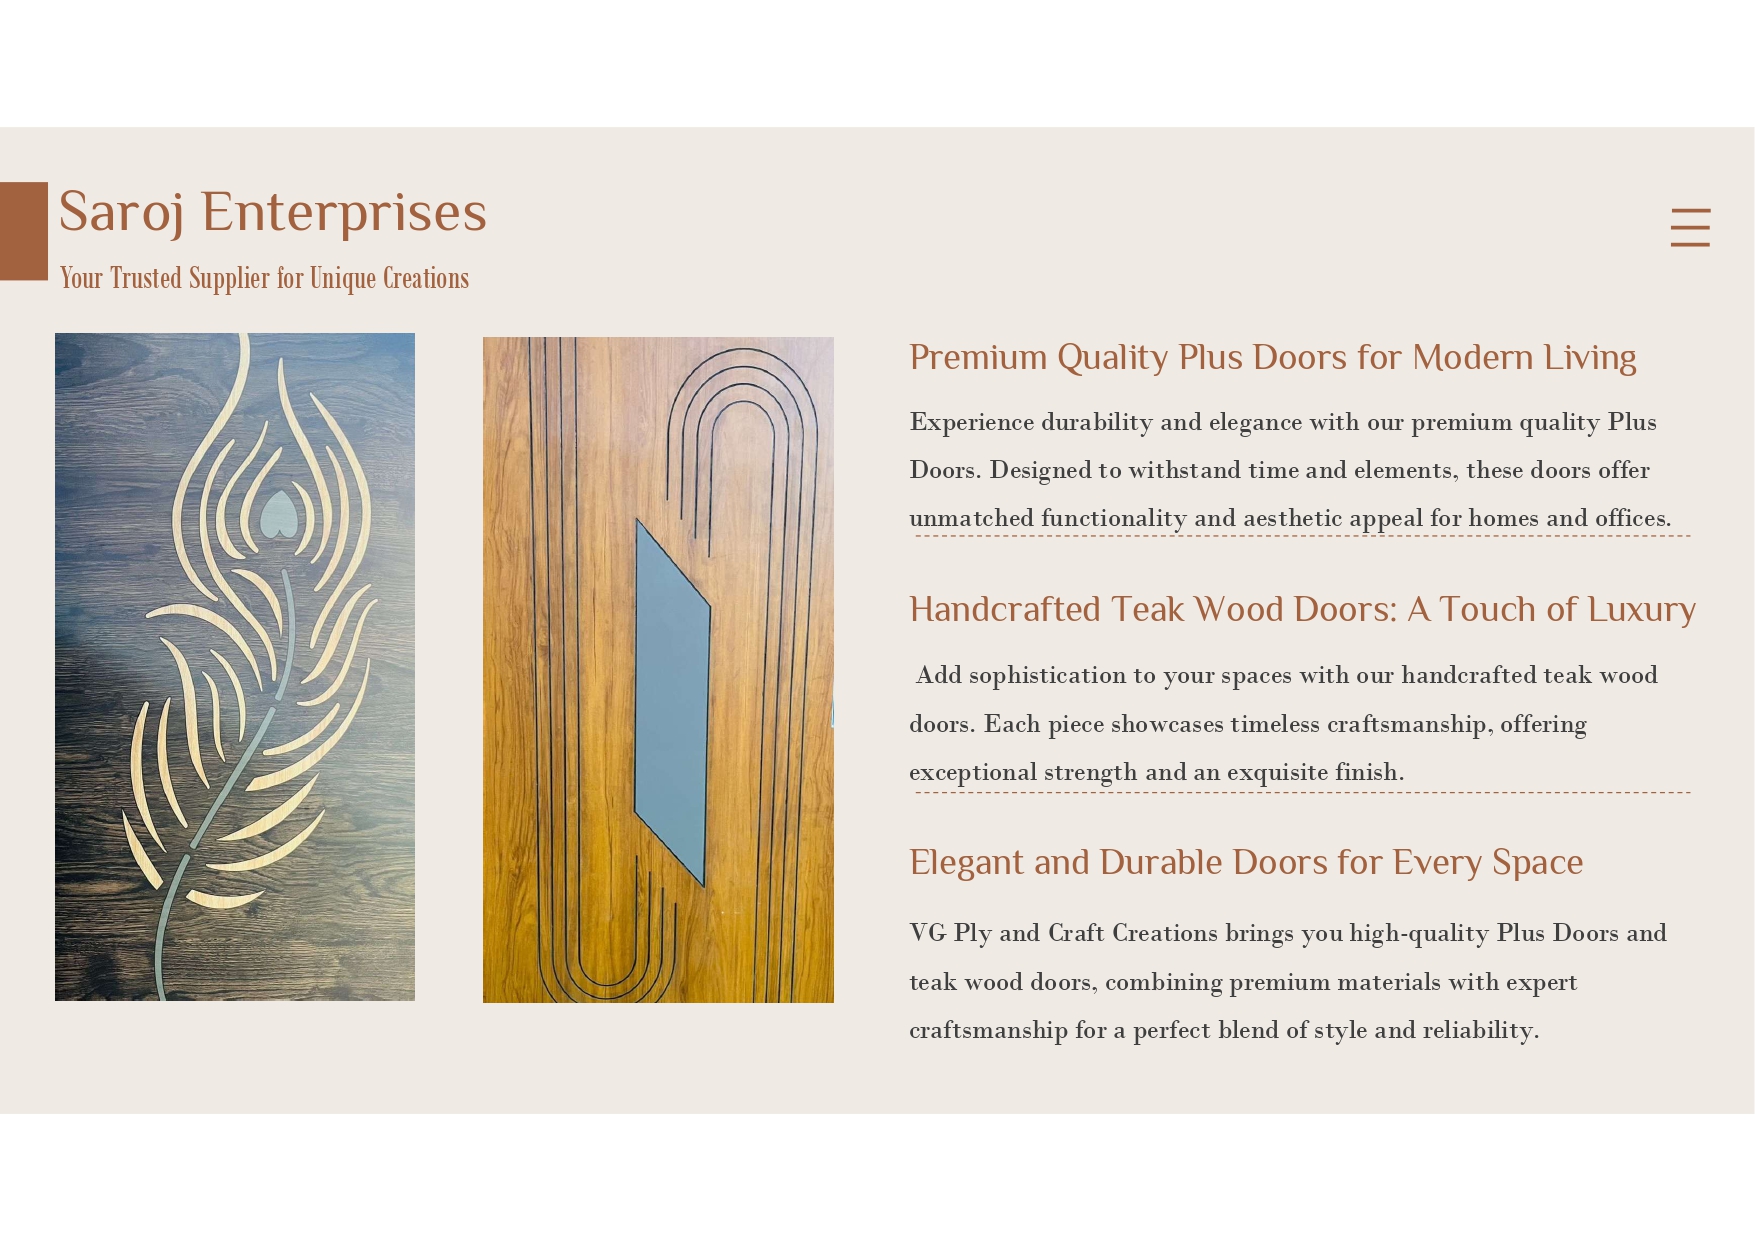 Saroj Enterprises
Your Trusted Supplier for Unique Creations
Premium Quality Plus Doors for Modern Living
Experience durability and elegance with our premium quality Plus
Doors. Designed to withstand time and elements, these doors offer
unmatched functionality and aesthetic appeal for homes and offices.
Handcrafted Teak Wood Doors: A Touch of Luxury
Add sophistication to your spaces with our handcrafted teak wood
doors. Each piece showcases timeless craftsmanship, offering
exceptional strength and an exquisite finish.
Elegant and Durable Doors for Every Space
VG Ply and Craft Creations brings you high-quality Plus Doors and
teak wood doors, combining premium materials with expert
craftsmanship for a perfect blend of style and reliability.